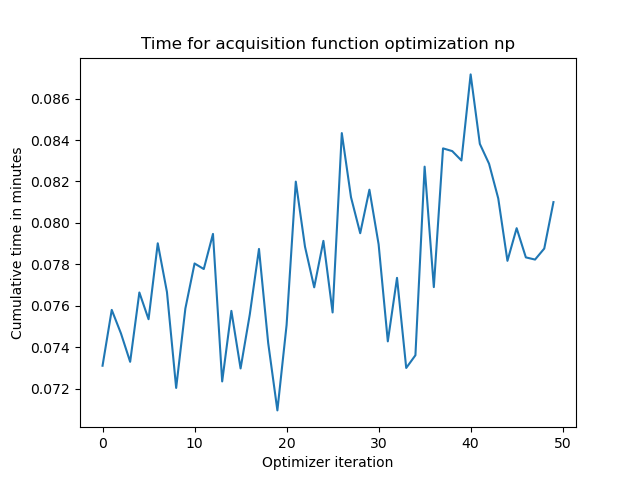 Time for acquisition function optimization np
Cumulative time in minutes
0.086
0.084
0.082
0.080
0.078
0.076
0.074
0.072
0 10 20 30 40 50
Optimizer iteration